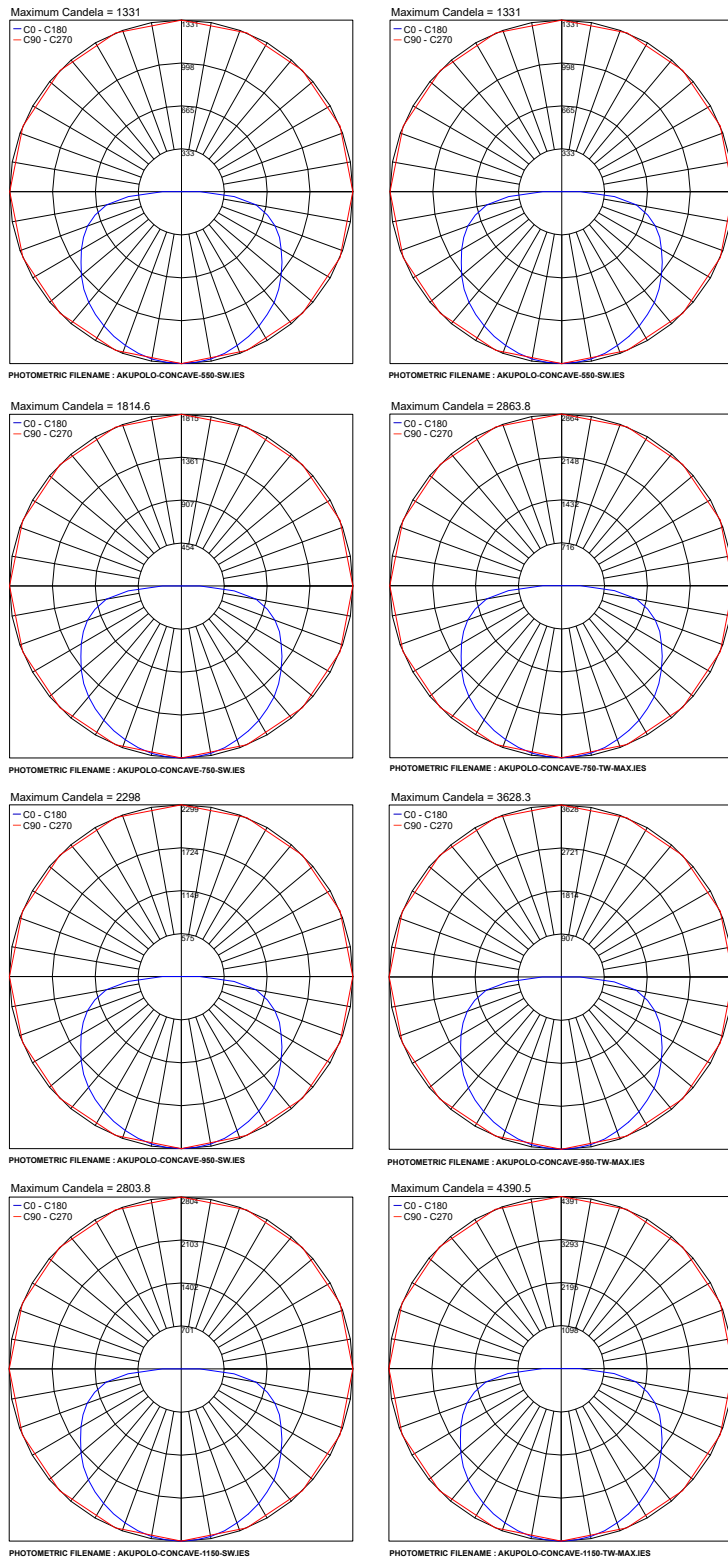 Maximum Candela = 1331
C0 - C180
C90 - C270
1331
998
665
333
PHOTOMETRIC FILENAME : AKUPOLO-CONCAVE-550-SW.IES
Maximum Candela = 1331
C0 - C180
C90 - C270
1331
998
665
333
PHOTOMETRIC FILENAME : AKUPOLO-CONCAVE-550-SW.IES
Maximum Candela = 1814.6
C0 - C180
C90 - C270
1815
1361
907
454
PHOTOMETRIC FILENAME : AKUPOLO-CONCAVE-750-SW.IES
Maximum Candela = 2863.8
C0 - C180
C90 - C270
2864
2148
1432
716
PHOTOMETRIC FILENAME : AKUPOLO-CONCAVE-750-TW-MAX.IES
Maximum Candela = 2298
C0 - C180
C90 - C270
2299
1724
1149
575
PHOTOMETRIC FILENAME : AKUPOLO-CONCAVE-950-SW.IES
Maximum Candela = 3628.3
C0 - C180
C90 - C270
3628
2721
1814
907
PHOTOMETRIC FILENAME : AKUPOLO-CONCAVE-950-TW-MAX.IES
Maximum Candela = 2803.8
C0 - C180
C90 - C270
2804
2103
1402
701
PHOTOMETRIC FILENAME : AKUPOLO-CONCAVE-1150-SW.IES
Maximum Candela = 4390.5
C0 - C180
C90 - C270
4391
3293
2195
1098
PHOTOMETRIC FILENAME : AKUPOLO-CONCAVE-1150-TW-MAX.IES